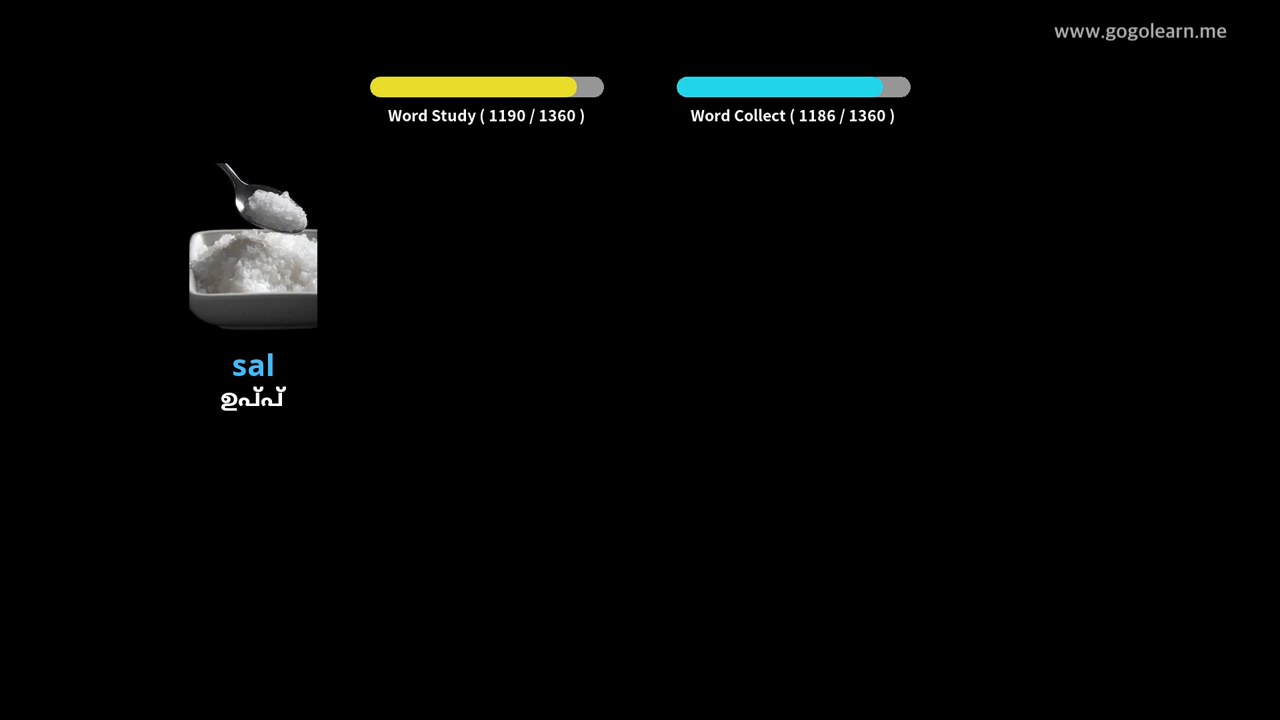 www.gogolearn.me
Word Study ( 1190 / 1360 )
Word Collect ( 1186 / 1360 )
sal
ഉപ്പ്